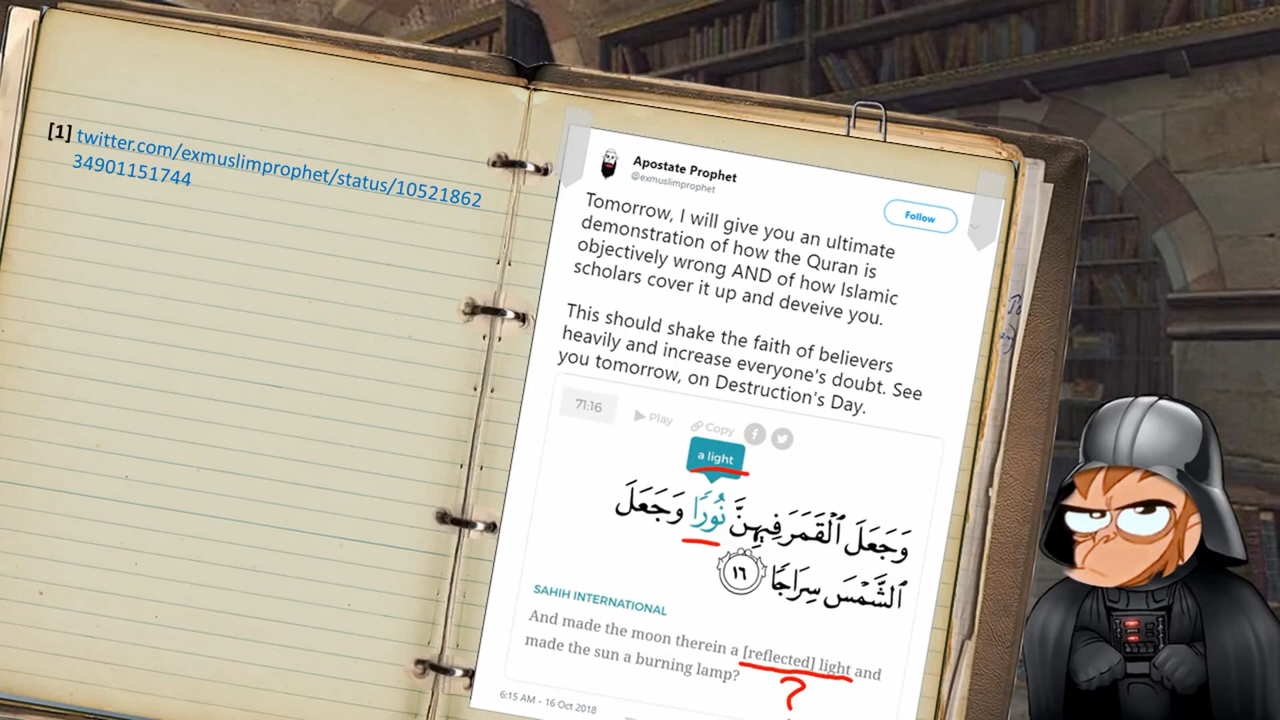 [1] twitter.com/exmuslimprophet/status/10521862
34901151744
Apostate Prophet
@exmuslimprophet
Follow
Tomorrow, I will give you an ultimate
demonstration of how the Quran is
objectively wrong AND of how Islamic
scholars cover it up and deveive you.
This should shake the faith of believers
heavily and increase everyone's doubt. See
you tomorrow, on Destruction's Day.
71:16
Play
Copy
a light
وَجَعَلَ ٱلْقَمَرَ فِيهِنَّ نُورًا وَجَعَلَ
ٱلشَّمْسَ سِرَاجًا ١٦
SAHIH INTERNATIONAL
And made the moon therein a [reflected] light and
made the sun a burning lamp?
?
6:15 AM - 16 Oct 2018